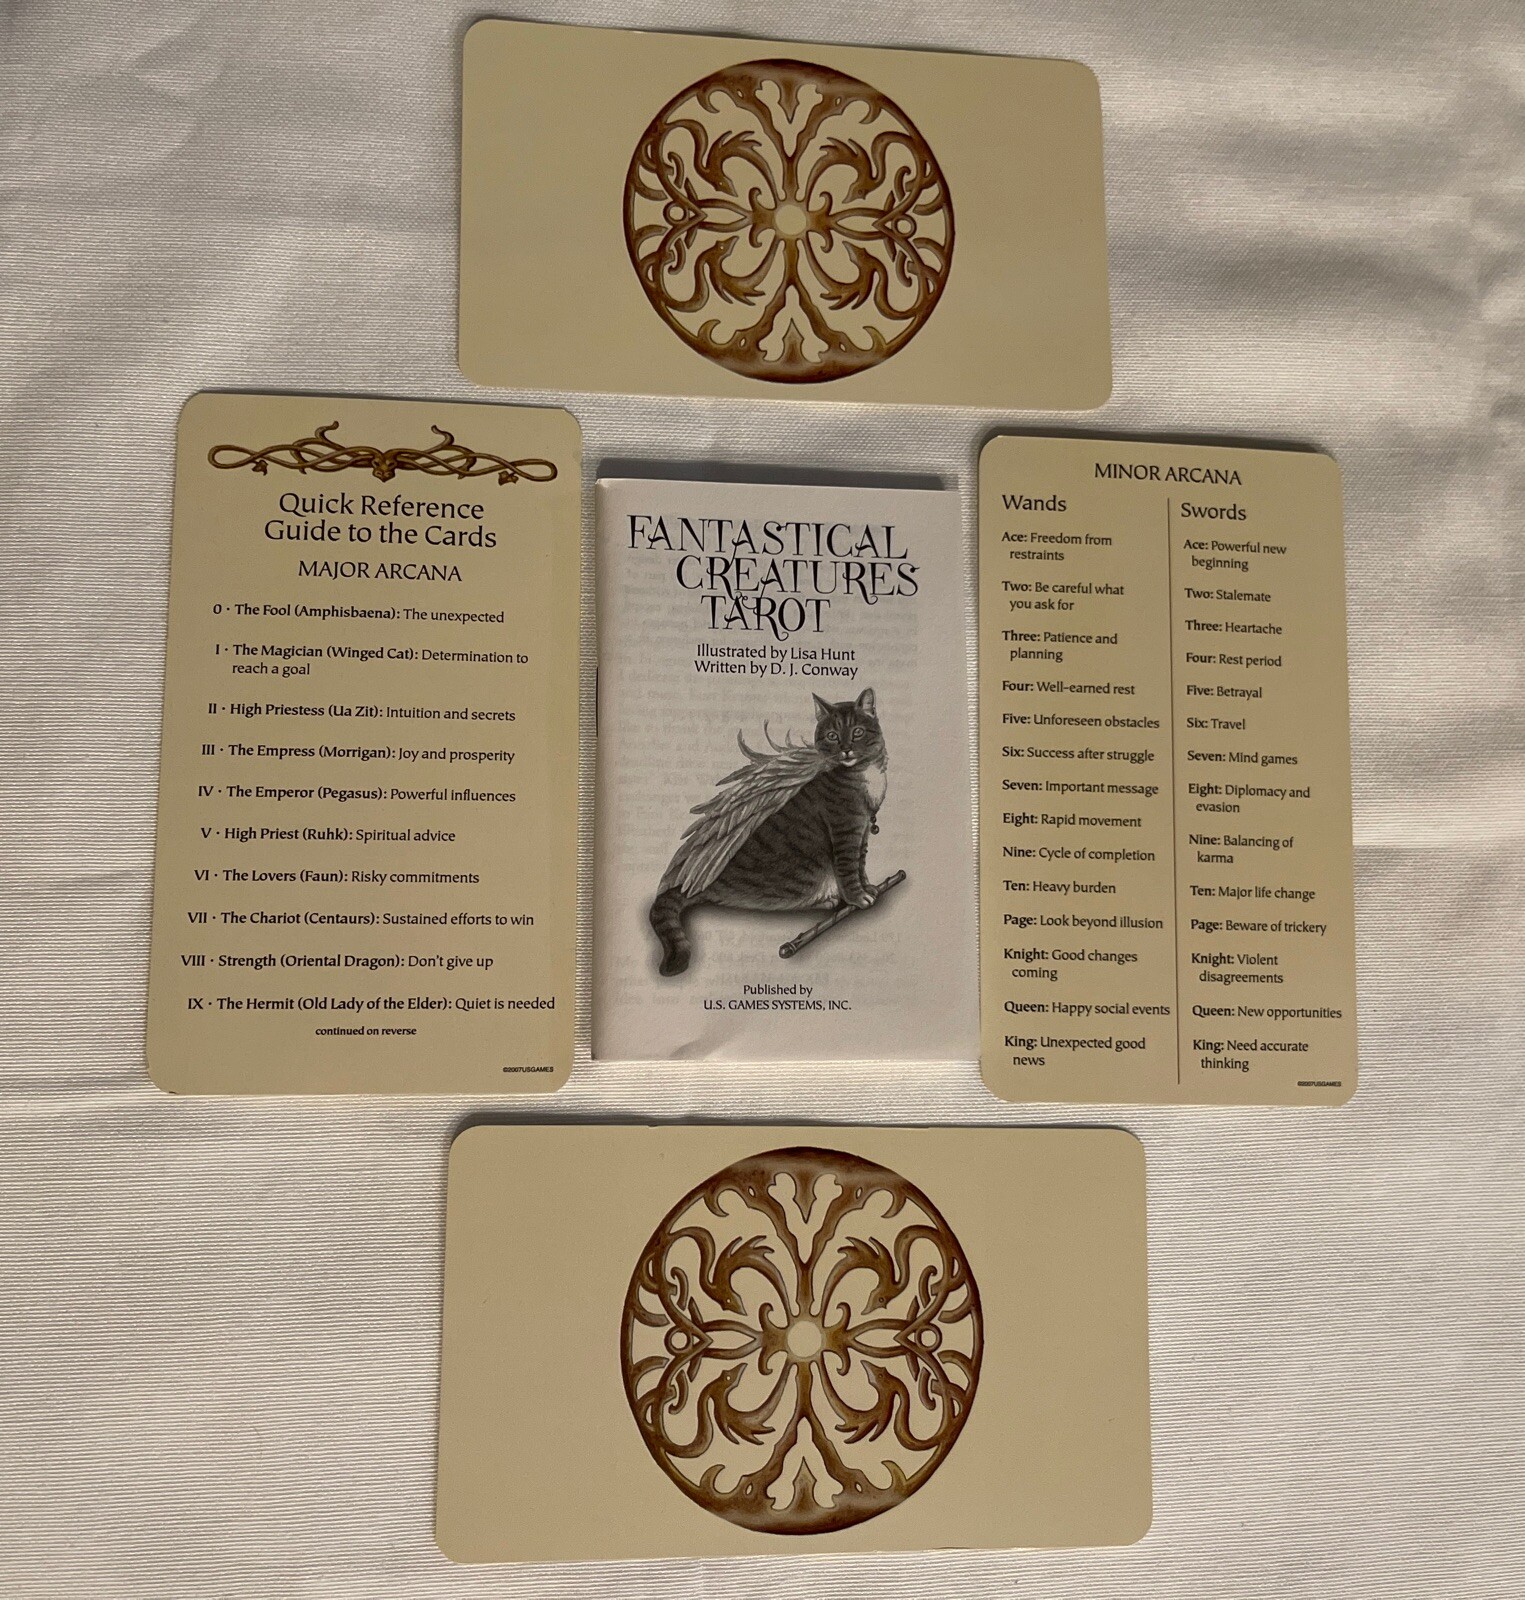 Quick Reference
Guide to the Cards
MAJOR ARCANA
0 · The Fool (Amphisbaena): The unexpected
I · The Magician (Winged Cat): Determination to
reach a goal
II · High Priestess (Ua Zit): Intuition and secrets
III · The Empress (Morrigan): Joy and prosperity
IV · The Emperor (Pegasus): Powerful influences
V · High Priest (Ruhk): Spiritual advice
VI · The Lovers (Faun): Risky commitments
VII · The Chariot (Centaurs): Sustained efforts to win
VIII · Strength (Oriental Dragon): Don't give up
IX · The Hermit (Old Lady of the Elder): Quiet is needed
continued on reverse
©2007USGAMES
FANTASTICAL
CREATURES
TAROT
Illustrated by Lisa Hunt
Written by D. J. Conway
Published by
U.S. GAMES SYSTEMS, INC.
MINOR ARCANA
Wands
Ace: Freedom from
restraints
Two: Be careful what
you ask for
Three: Patience and
planning
Four: Well-earned rest
Five: Unforeseen obstacles
Six: Success after struggle
Seven: Important message
Eight: Rapid movement
Nine: Cycle of completion
Ten: Heavy burden
Page: Look beyond illusion
Knight: Good changes
coming
Queen: Happy social events
King: Unexpected good
news
Swords
Ace: Powerful new
beginning
Two: Stalemate
Three: Heartache
Four: Rest period
Five: Betrayal
Six: Travel
Seven: Mind games
Eight: Diplomacy and
evasion
Nine: Balancing of
karma
Ten: Major life change
Page: Beware of trickery
Knight: Violent
disagreements
Queen: New opportunities
King: Need accurate
thinking
©2007USGAMES